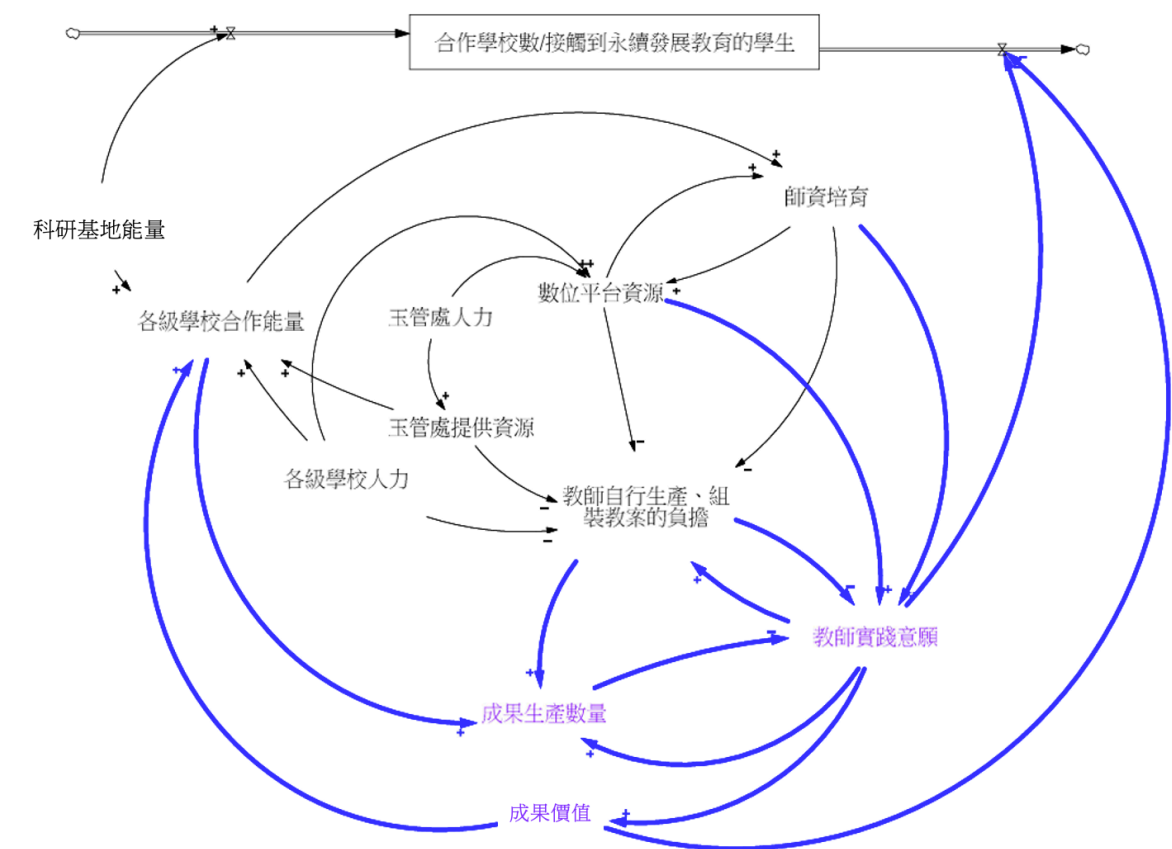 合作學校數/接觸到永續發展教育的學生
師資培育
科研基地能量
數位平台資源
各級學校合作能量
玉管處人力
玉管處提供資源
各級學校人力
教師自行生產、組
裝教案的負擔
教師實踐意願
成果生產數量
成果價值